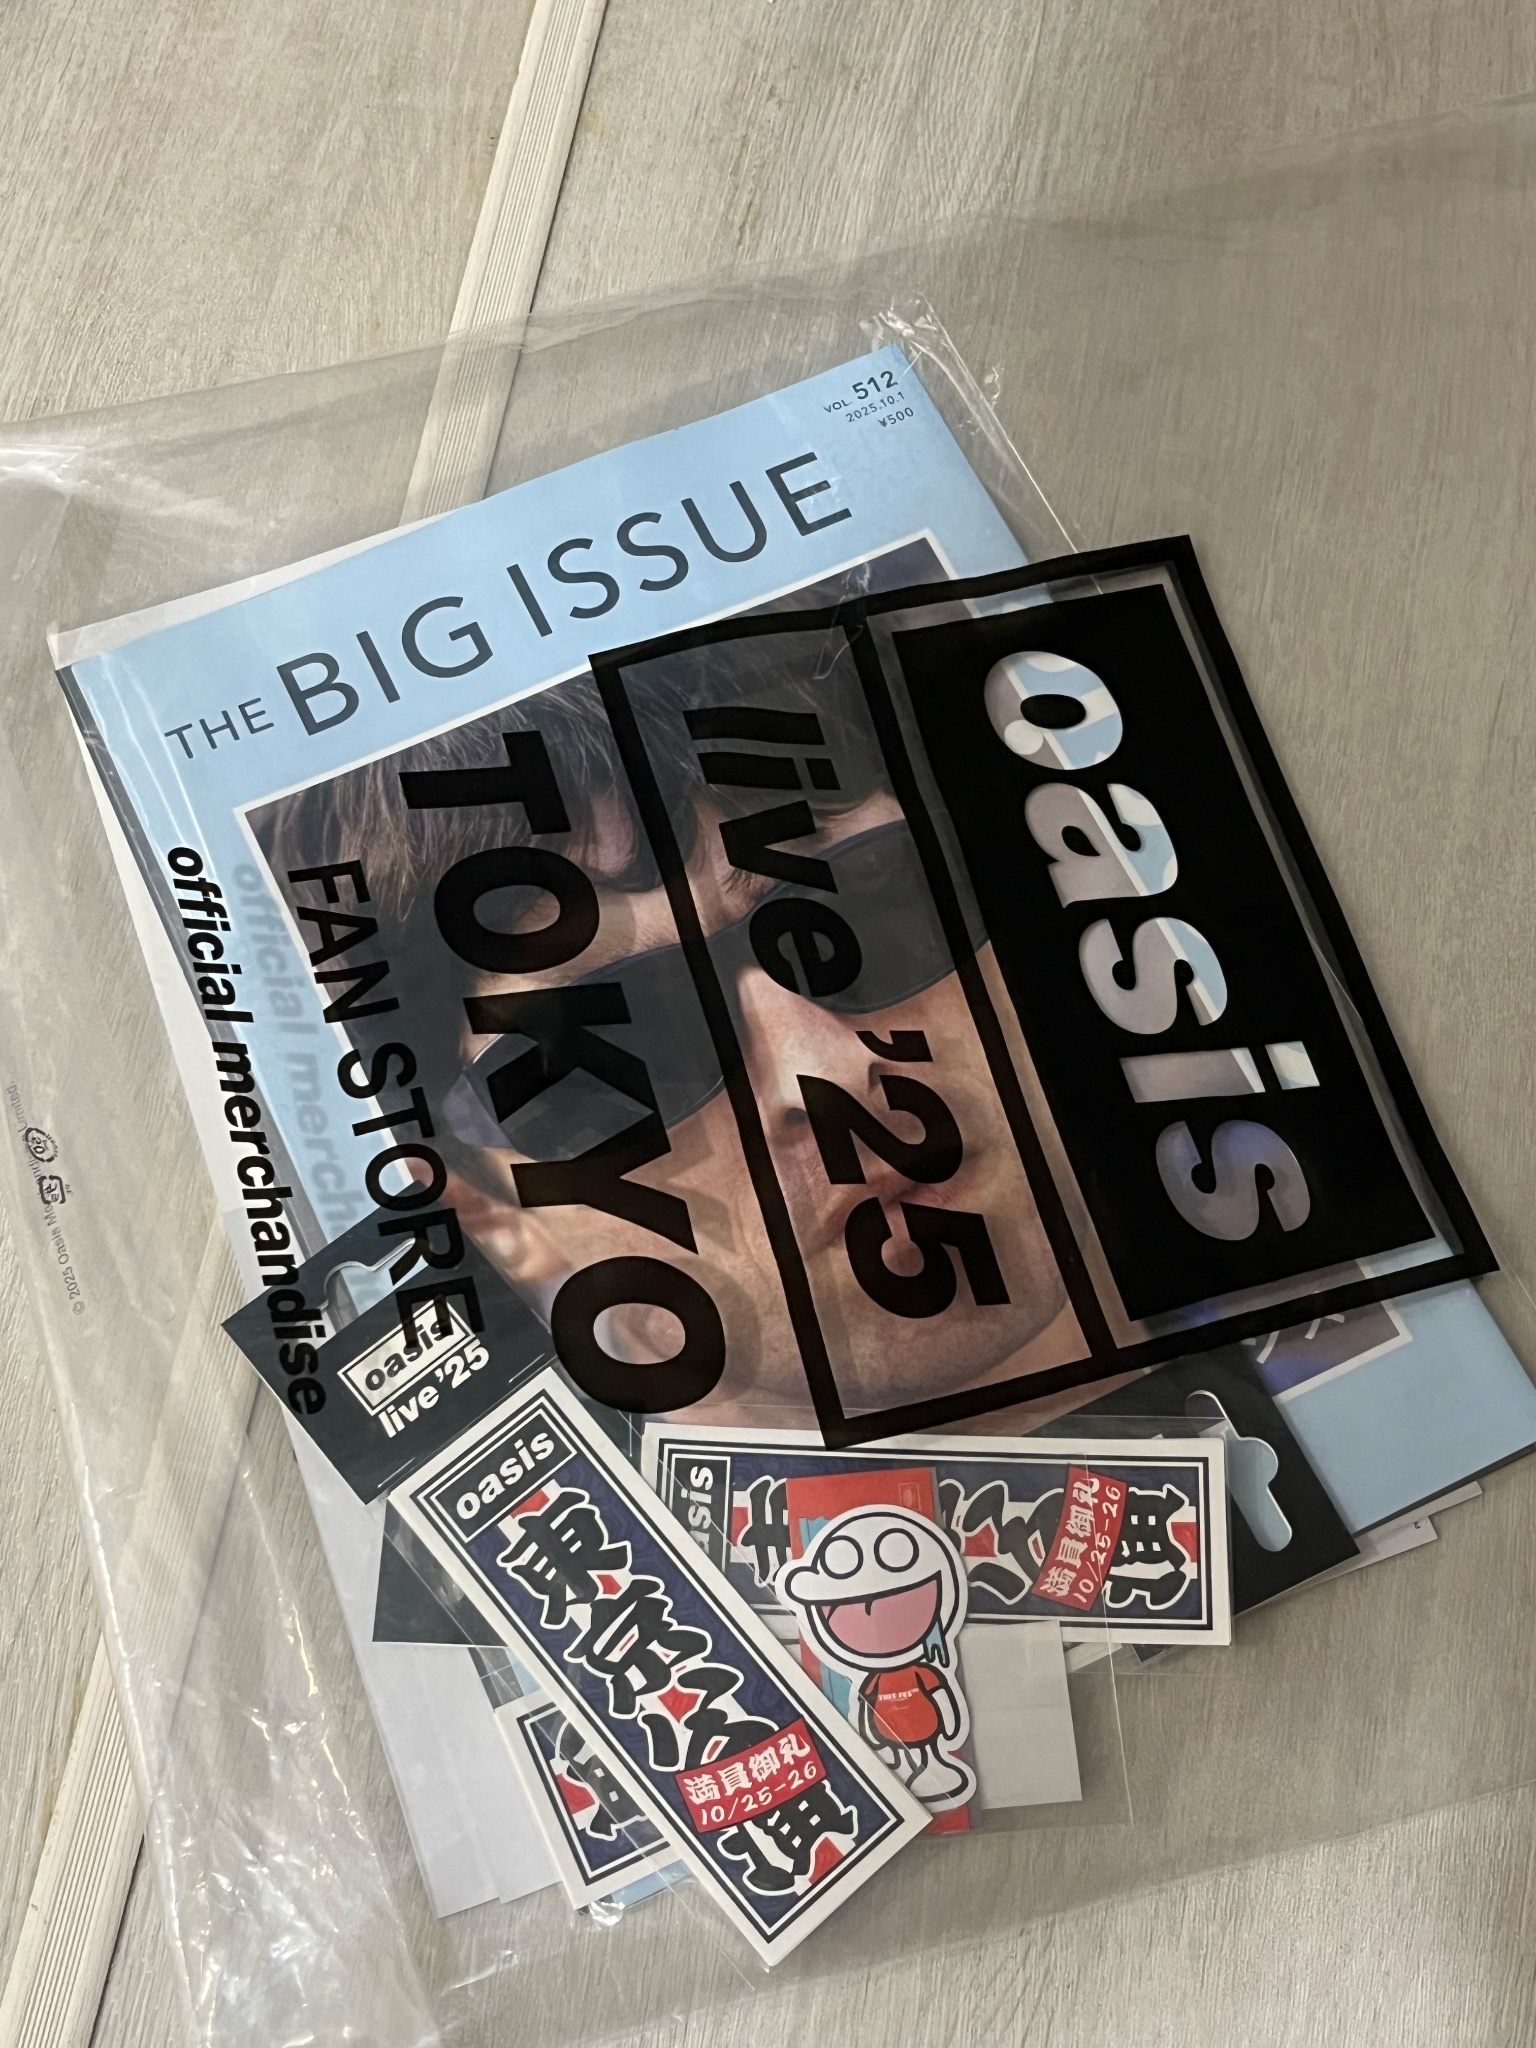 VOL. 512
2025.10.1
¥500
THE BIG ISSUE
oasis
live '25
TOKYO
FAN STORE
official merchandise
oasis
live '25
oasis
東京公演
満員御礼
10/25-26
満員御礼
10/25-26